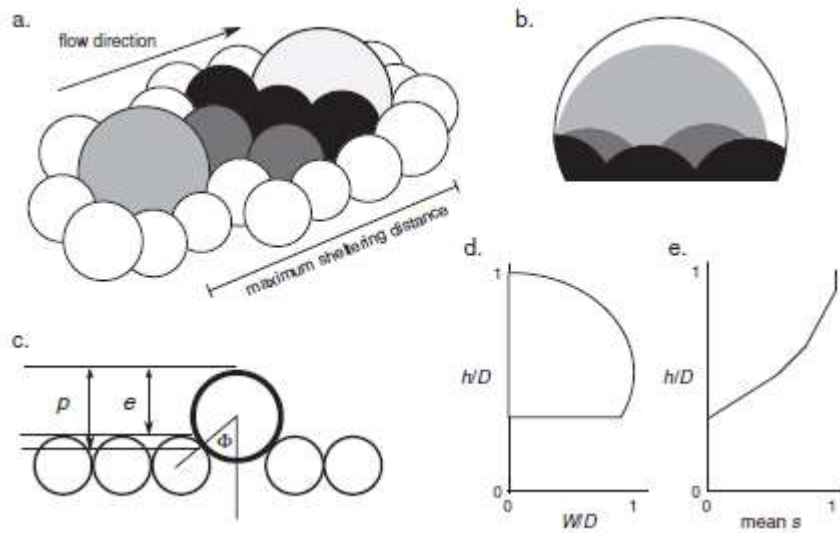 a.
flow direction
maximum sheltering distance
b.
c.
p
e
Φ
d.
1
h/D
0
0
1
W/D
e.
1
h/D
0
0
1
mean s